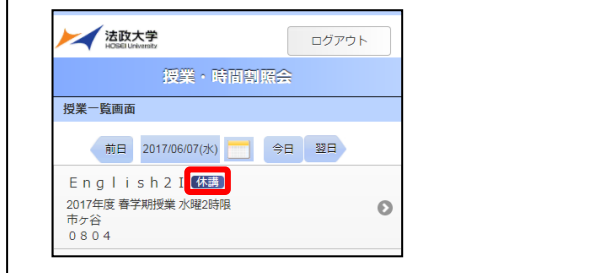 法政大学
HOSEI University
ログアウト
授業・時間割照会
授業一覧画面
前日 2017/06/07(水) 今日 翌日
Ｅｎｇｌｉｓｈ２Ｉ 休講
2017年度 春学期授業 水曜2時限
市ケ谷
０８０４